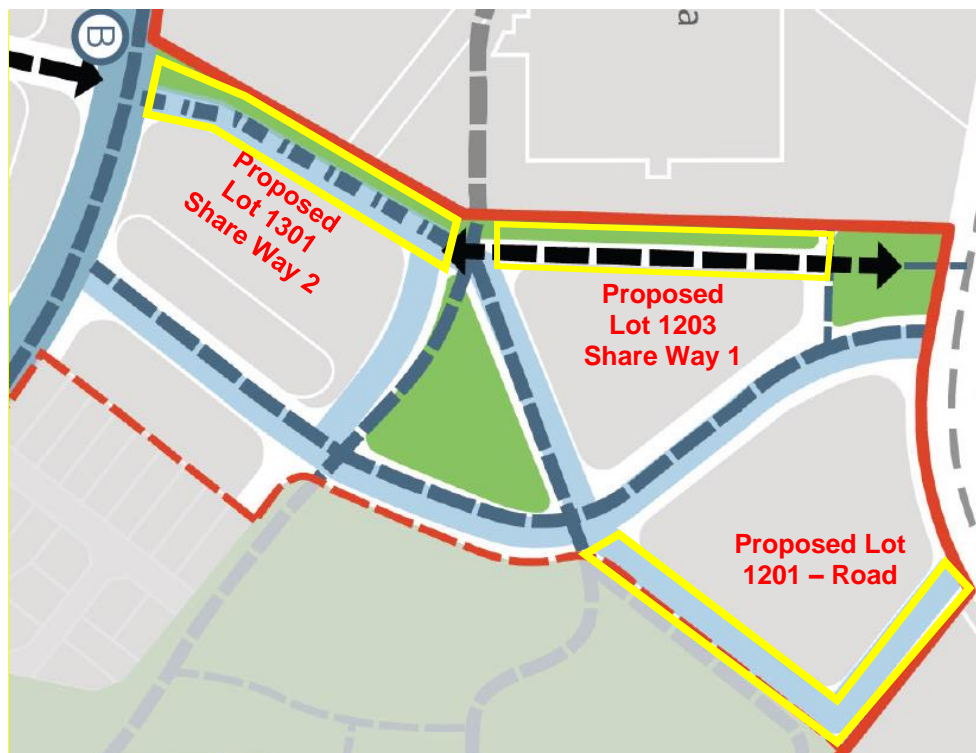 B
a
Proposed
Lot 1301
Share Way 2
Proposed
Lot 1203
Share Way 1
Proposed Lot
1201 – Road